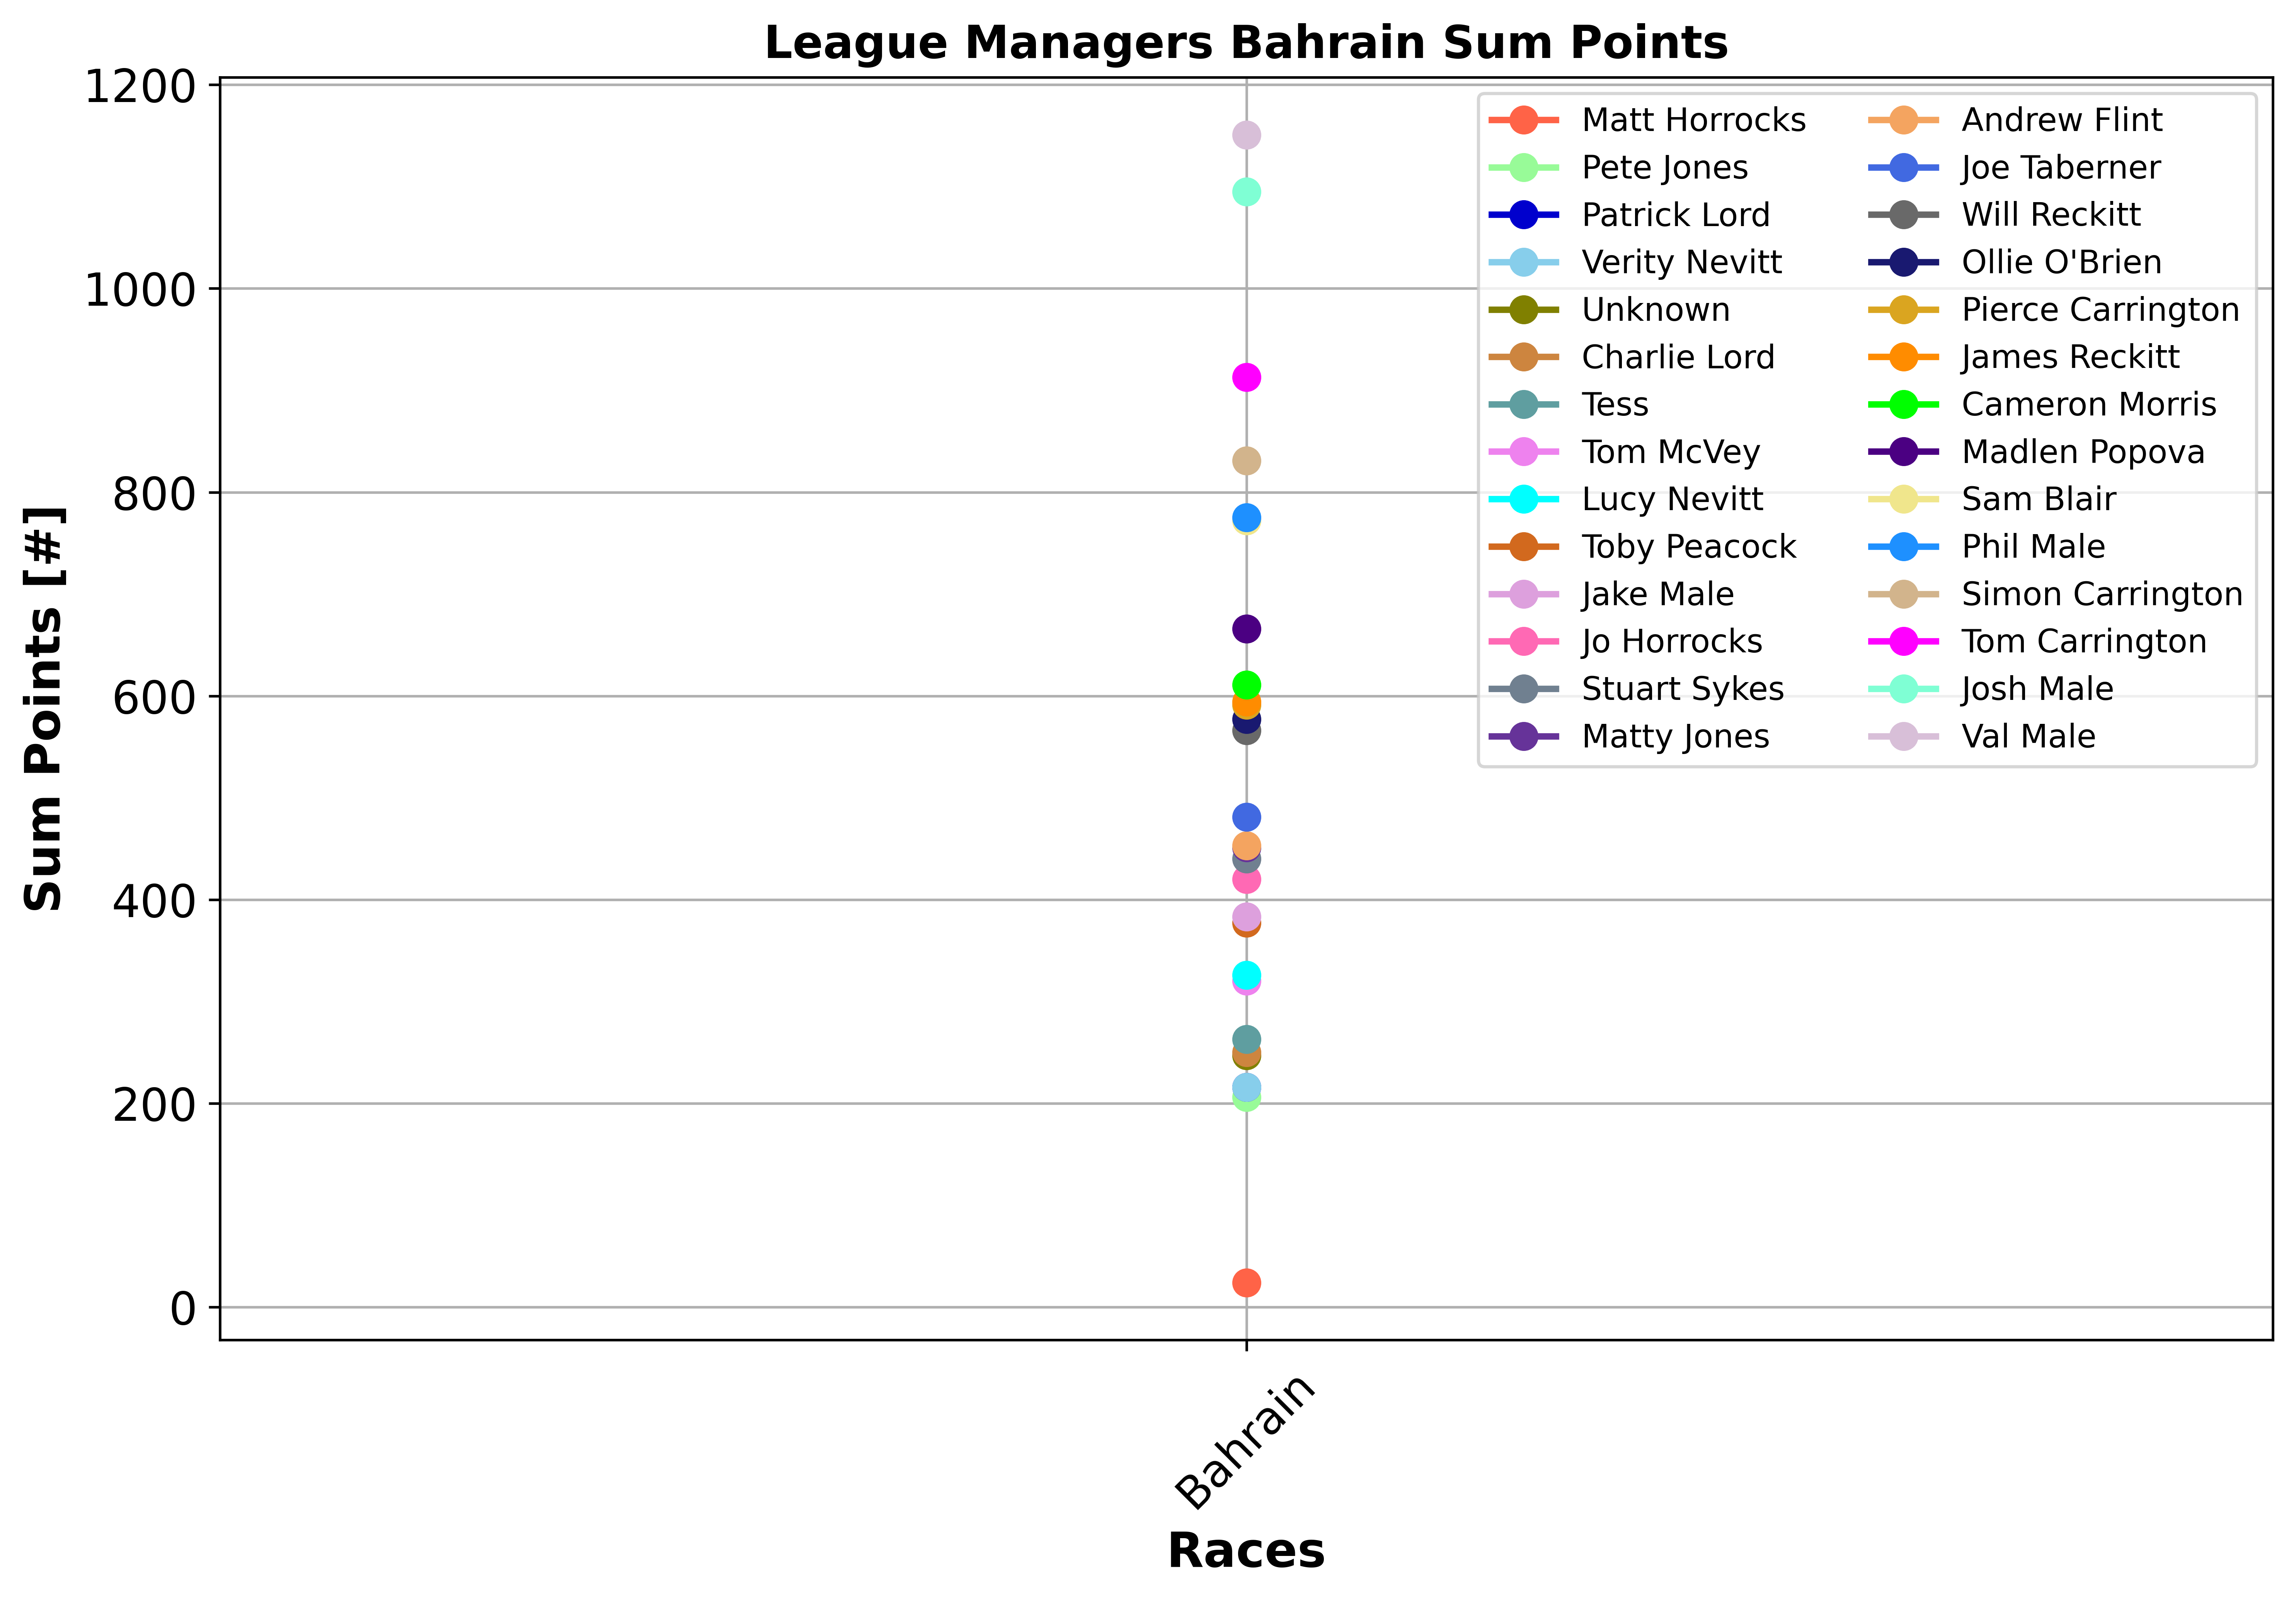 League Managers Bahrain Sum Points
1200
1000
800
600
400
200
0
Sum Points [#]
Matt Horrocks
Pete Jones
Patrick Lord
Verity Nevitt
Unknown
Charlie Lord
Tess
Tom McVey
Lucy Nevitt
Toby Peacock
Jake Male
Jo Horrocks
Stuart Sykes
Matty Jones
Andrew Flint
Joe Taberner
Will Reckitt
Ollie O'Brien
Pierce Carrington
James Reckitt
Cameron Morris
Madlen Popova
Sam Blair
Phil Male
Simon Carrington
Tom Carrington
Josh Male
Val Male
Bahrain
Races